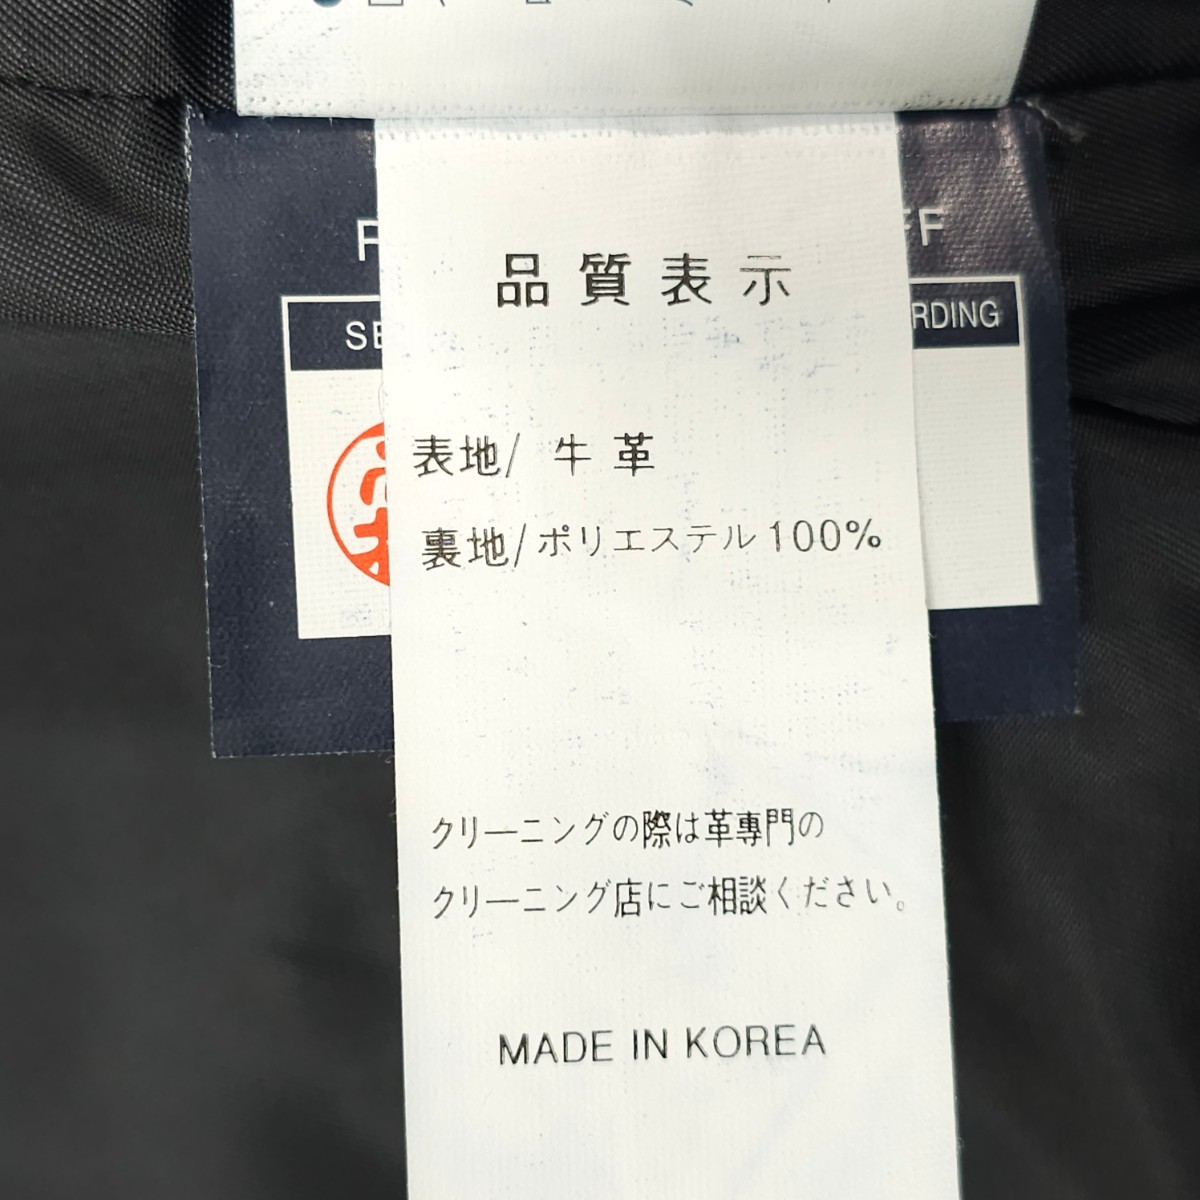 品質表示
RDING
表地/ 牛革
裏地/ポリエステル100%
クリーニングの際は革専門の
クリーニング店にご相談ください。
MADE IN KOREA